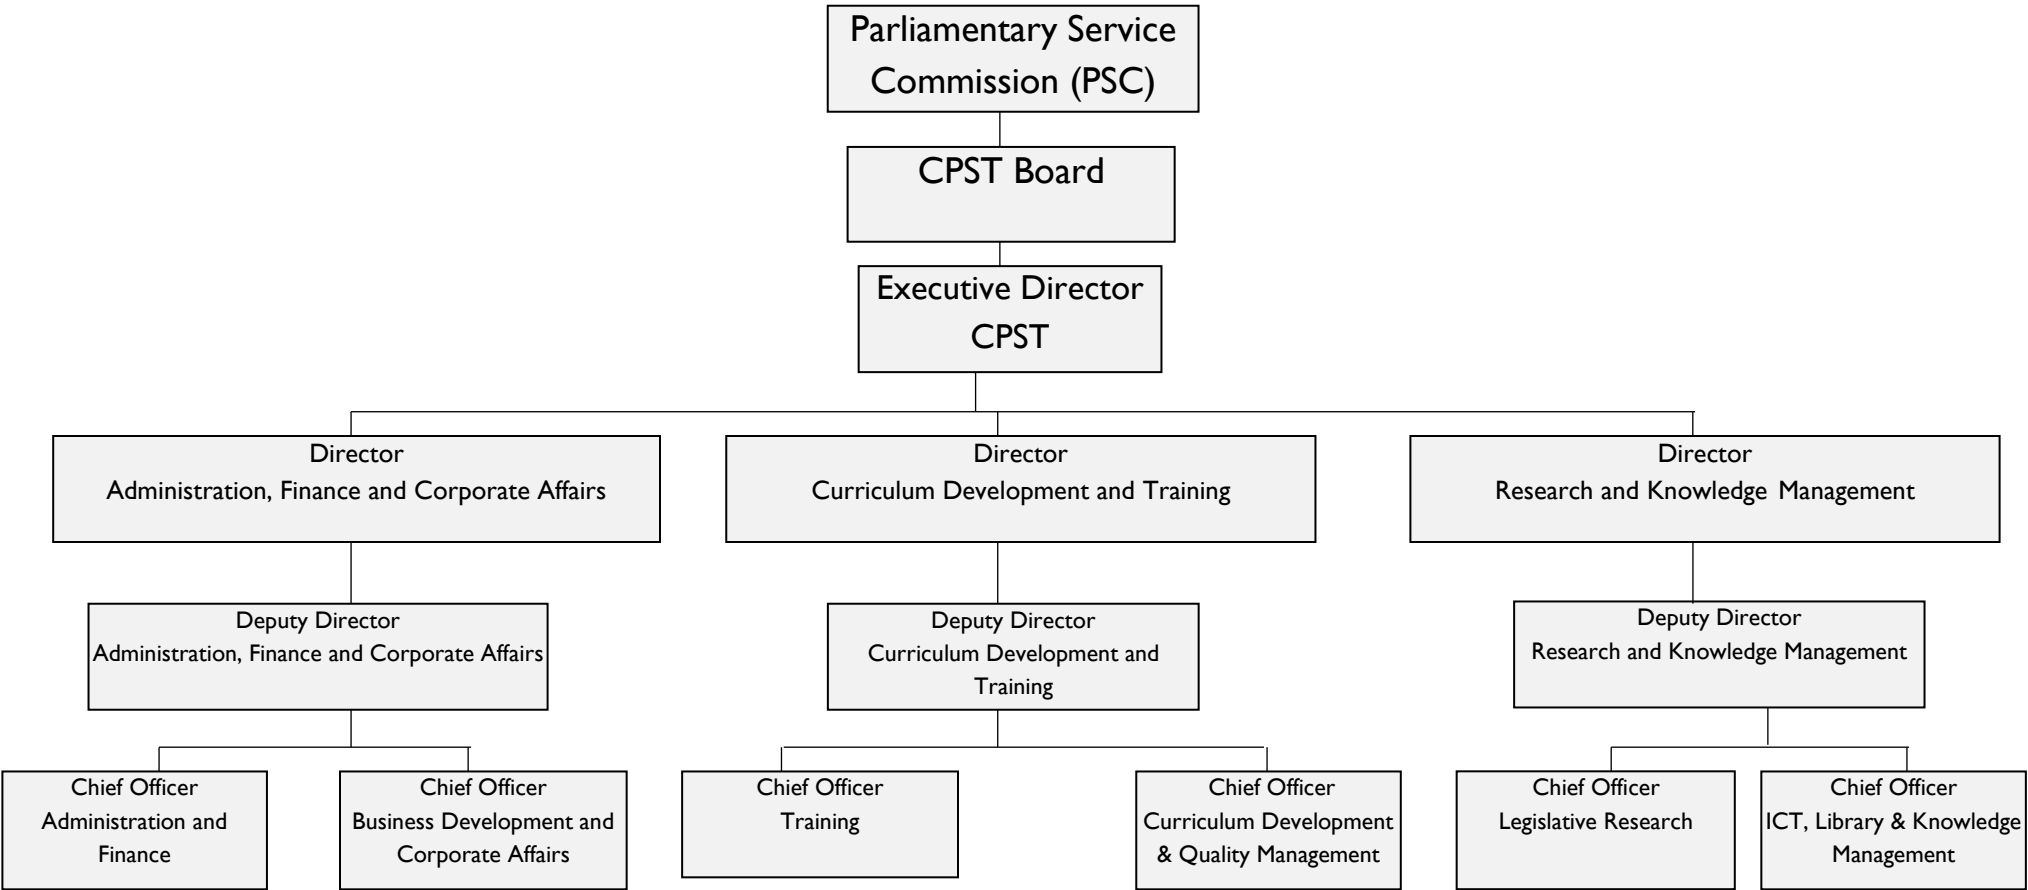 Parliamentary Service
Commission (PSC)
CPST Board
Executive Director
CPST
Director
Administration, Finance and Corporate Affairs
Director
Curriculum Development and Training
Director
Research and Knowledge Management
Deputy Director
Administration, Finance and Corporate Affairs
Deputy Director
Curriculum Development and
Training
Deputy Director
Research and Knowledge Management
Chief Officer
Administration and
Finance
Chief Officer
Business Development and
Corporate Affairs
Chief Officer
Training
Chief Officer
Curriculum Development
& Quality Management
Chief Officer
Legislative Research
Chief Officer
ICT, Library & Knowledge
Management